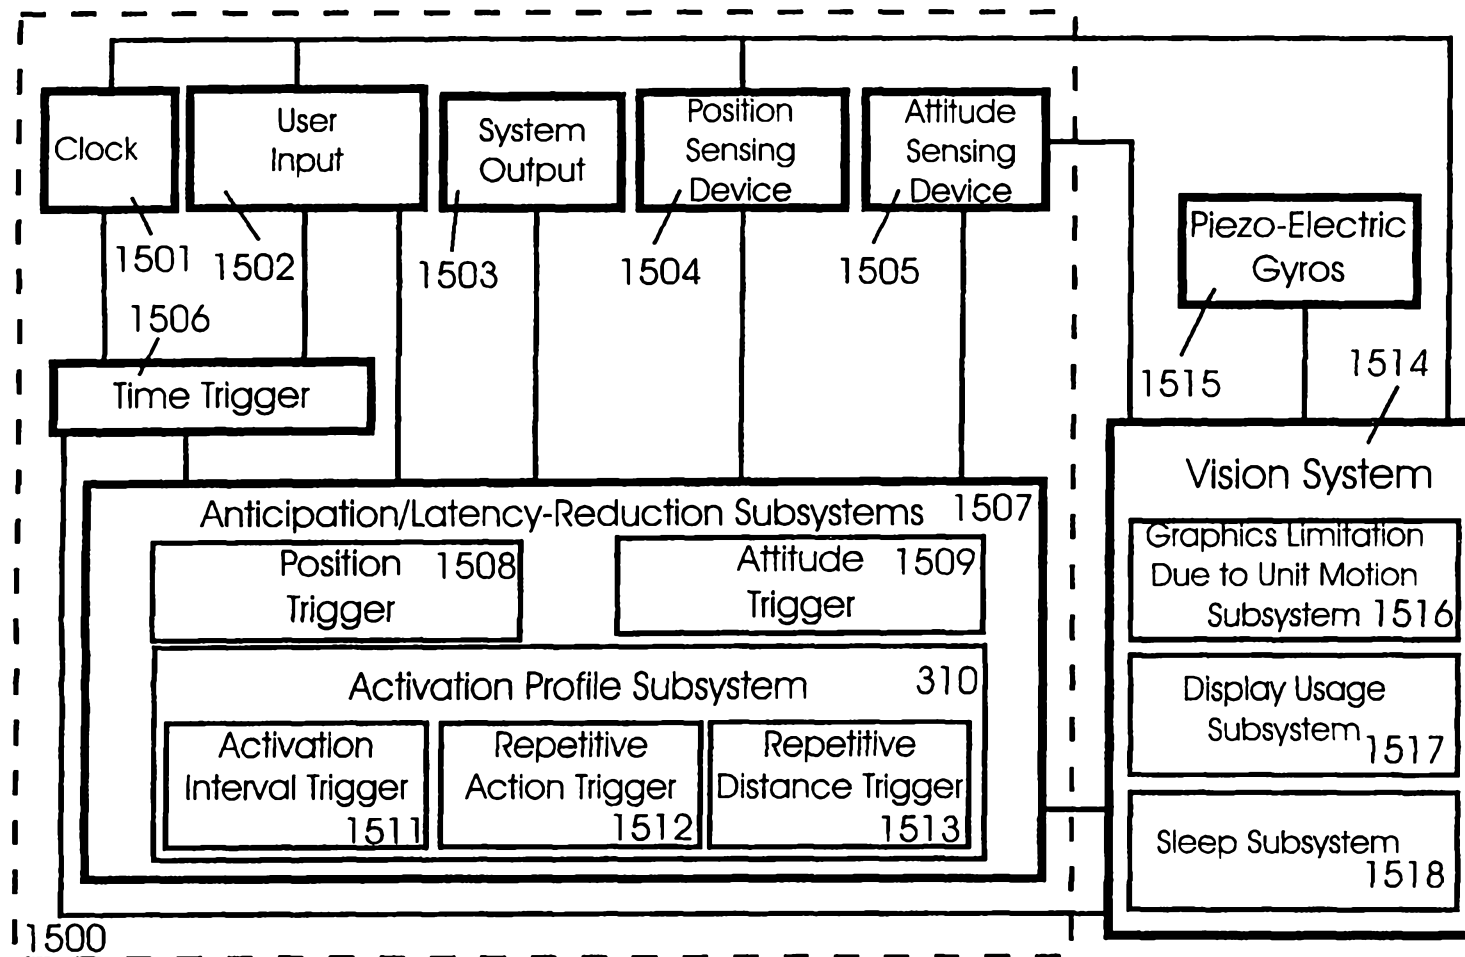 Clock
User
Input
System
Output
Position
Sensing
Device
Attitude
Sensing
Device
1501
1502
1503
1504
1505
Piezo-Electric
Gyros
1506
1515
1514
Time Trigger
Vision System
Anticipation/Latency-Reduction Subsystems 1507
Position 1508
Trigger
Attitude 1509
Trigger
Graphics Limitation
Due to Unit Motion
Subsystem 1516
Activation Profile Subsystem 310
Display Usage
Subsystem
1517
Activation
Interval Trigger
1511
Repetitive
Action Trigger
1512
Repetitive
Distance Trigger
1513
Sleep Subsystem
1518
1500